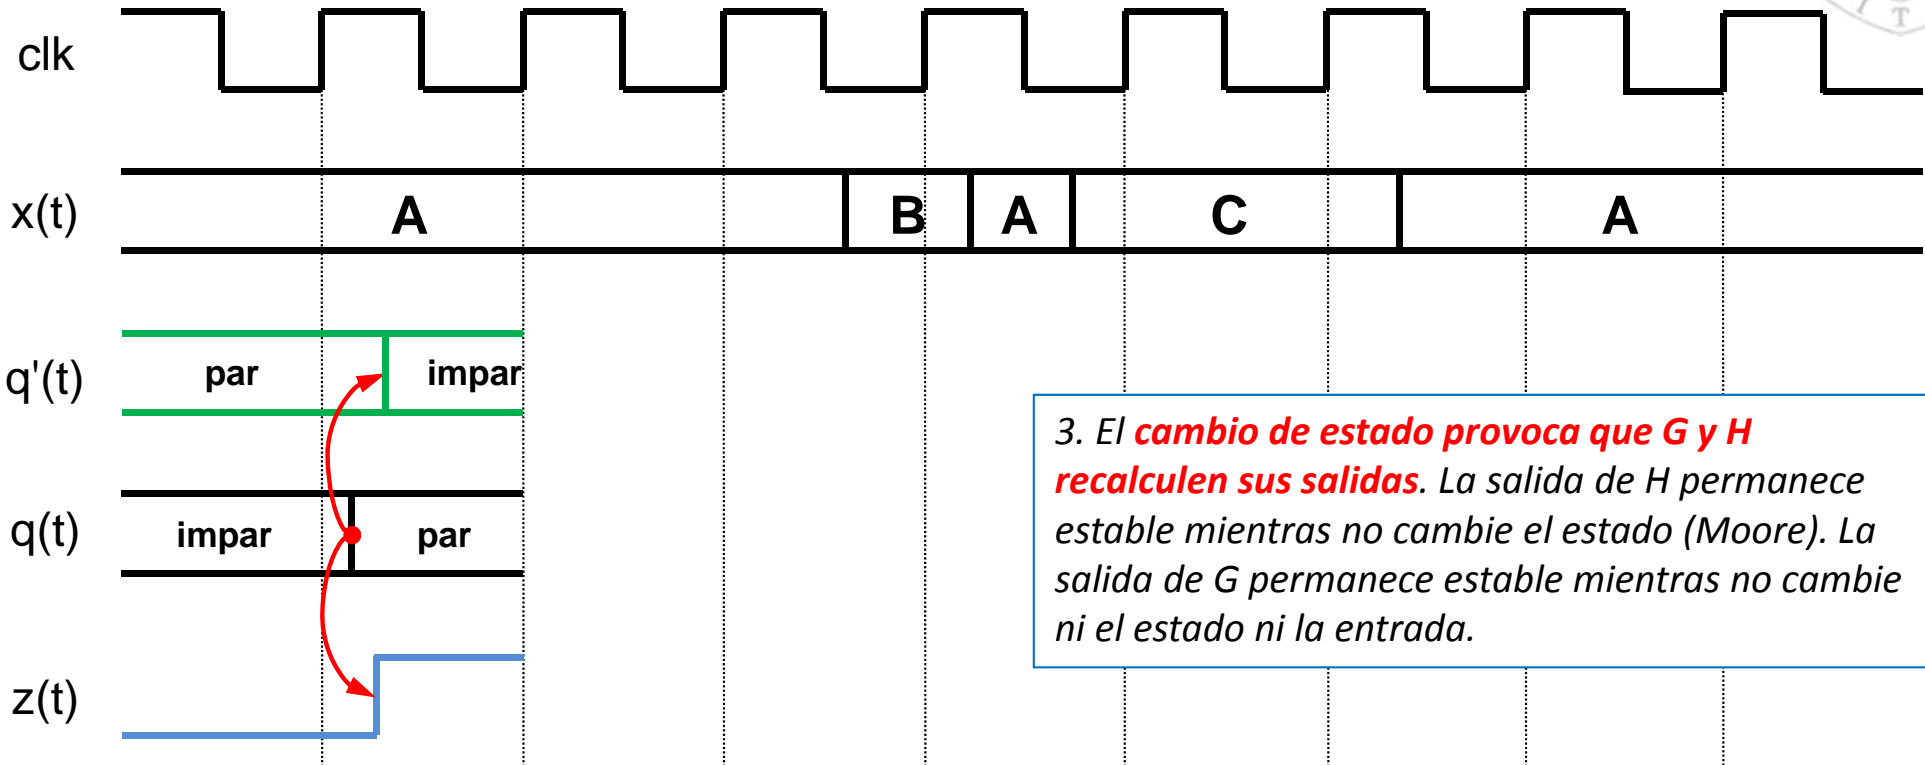 clk
T
x(t)
A B A C A
q'(t)
par impar
q(t)
impar par
z(t)
3. El cambio de estado provoca que G y H
recalculen sus salidas. La salida de H permanece
estable mientras no cambie el estado (Moore). La
salida de G permanece estable mientras no cambie
ni el estado ni la entrada.